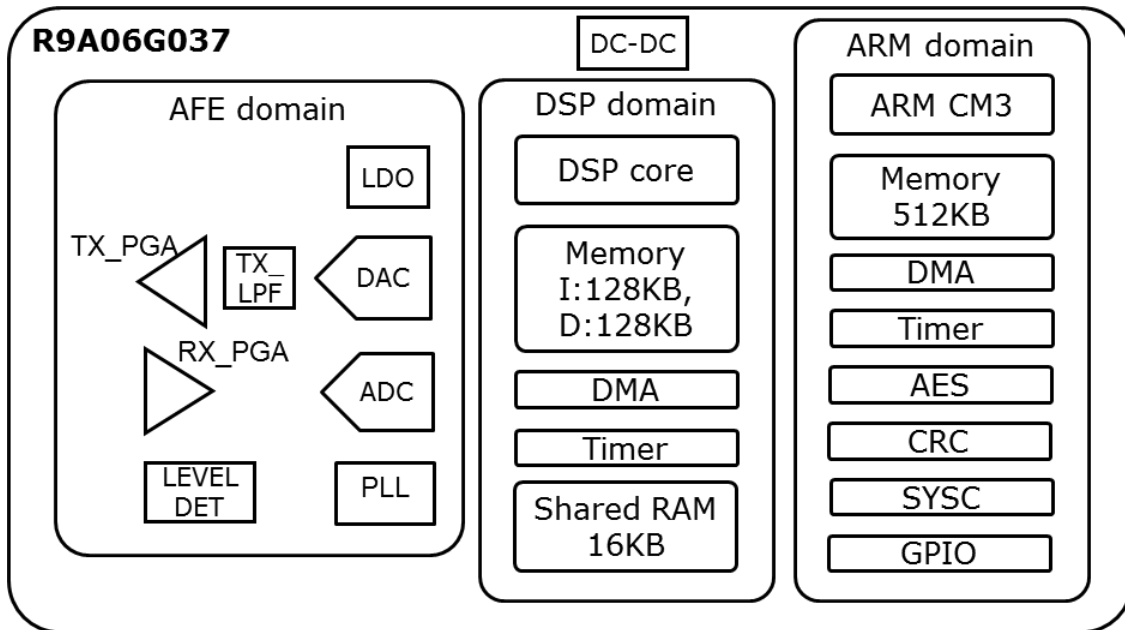 R9A06G037
DC-DC
AFE domain
LDO
TX_PGA
TX_
LPF
DAC
RX_PGA
ADC
LEVEL
DET
PLL
DSP domain
DSP core
Memory
I:128KB,
D:128KB
DMA
Timer
Shared RAM
16KB
ARM domain
ARM CM3
Memory
512KB
DMA
Timer
AES
CRC
SYSC
GPIO